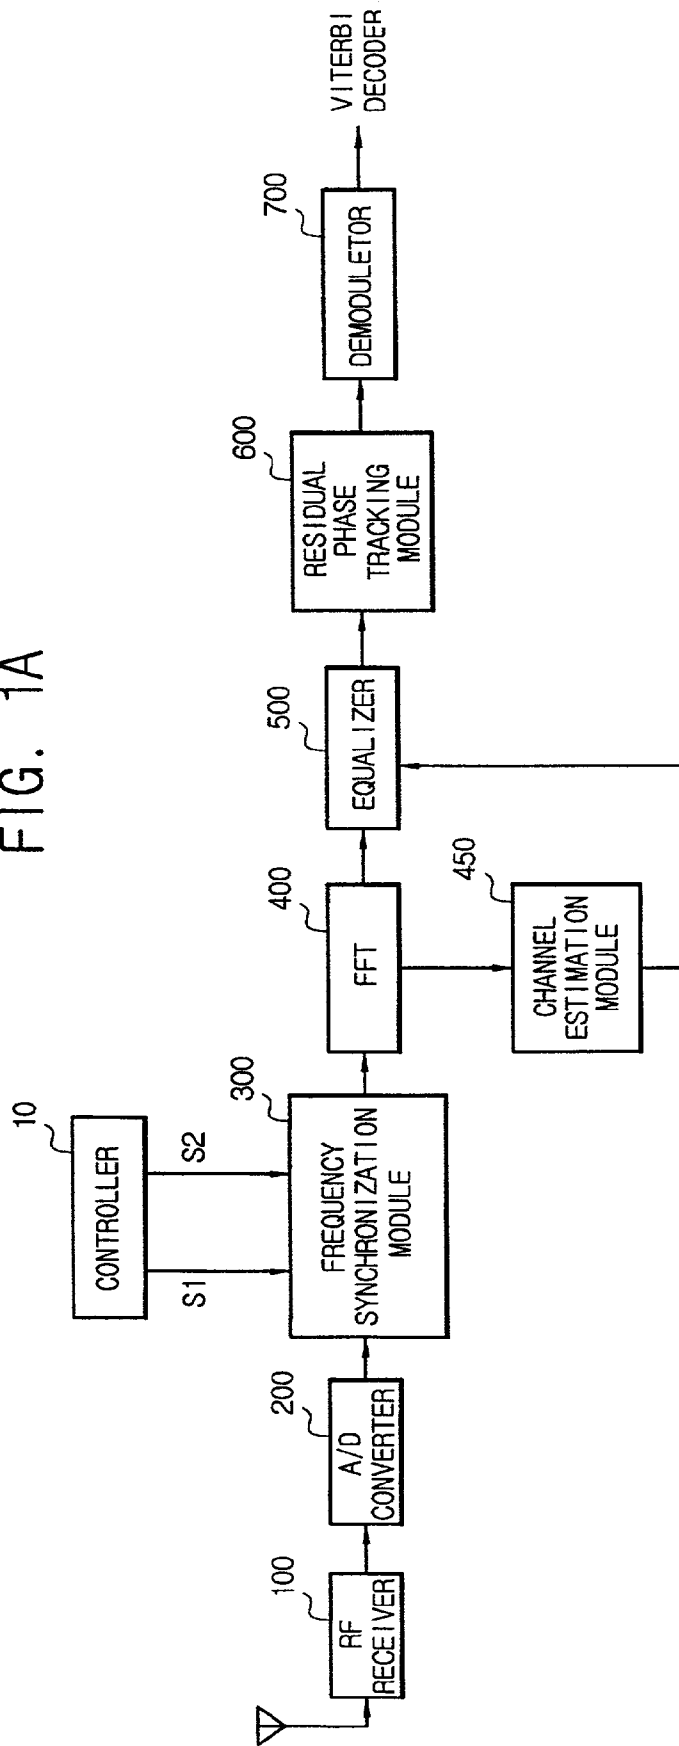 FIG. 1A
10
CONTROLLER
S1
S2
100
RF
RECEIVER
200
A/D
CONVERTER
300
FREQUENCY
SYNCHRONIZATION
MODULE
400
FFT
450
CHANNEL
ESTIMATION
MODULE
500
EQUALIZER
600
RESIDUAL
PHASE
TRACKING
MODULE
700
DEMODULETOR
VITERBI
DECODER